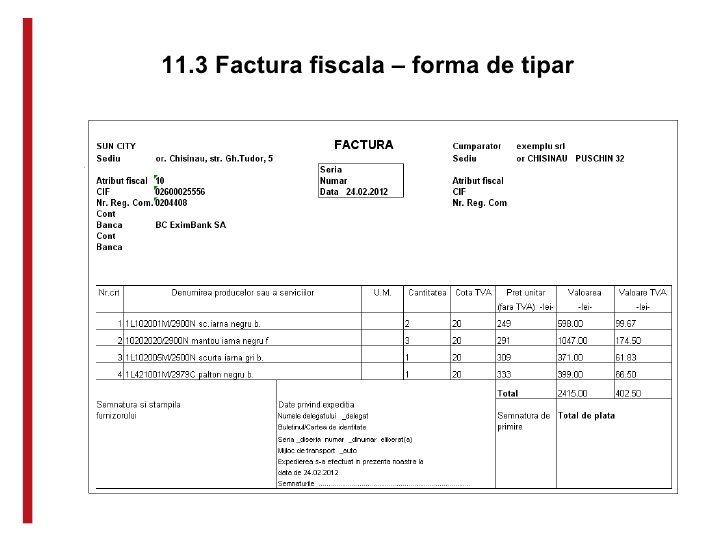 11.3 Factura fiscala – forma de tipar
SUN CITY FACTURA Cumparator exemplu srl
Sediu or. Chisinau, str. Gh.Tudor, 5 Sediu or CHISINAU PUSCHIN 32
Seria
Atribut fiscal 10 Numar Atribut fiscal
CIF 02600025556 Data 24.02.2012 CIF
Nr. Reg. Com. 0204408 Nr. Reg. Com
Cont
Banca BC EximBank SA
Cont
Banca
Nr.crt Denumirea producelor sau a serviciilor U.M. Cantitatea Cota TVA Pret unitar Valoarea Valoare TVA
(fara TVA) -lei- -lei- -lei-
1 1L102001M/2900N sc.iarna negru b. 2 20 249 598.00 99.67
2 10202020/2900N mantou iarna negru f 3 20 291 1047.00 174.50
3 1L102005M/2500N scurta iarna gri b. 1 20 309 371.00 61.83
4 1L421001M/2979C palton negru b. 1 20 333 399.00 66.50
Total 2415.00 402.50
Semnatura si stampila Date privind expeditia Semnatura de Total de plata
furnizorului Numele delegatului _delegat primire
Buletinul/Cartea de identitate
Seria _diseria numar _dinumar eliberat(a)
Mijloc de transport _auto
Expedierea s-a efectuat in prezenta noastra la
data de 24.02.2012
Semnaturile